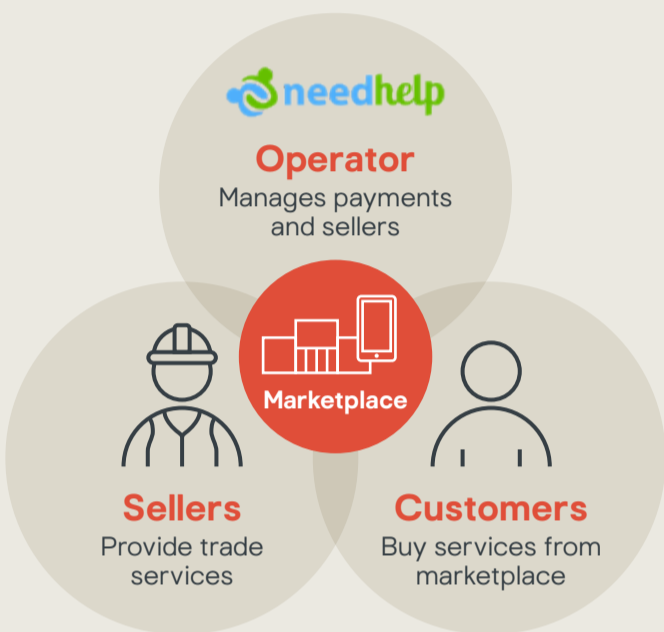 needhelp
Operator
Manages payments
and sellers
Marketplace
Sellers
Provide trade
services
Customers
Buy services from
marketplace